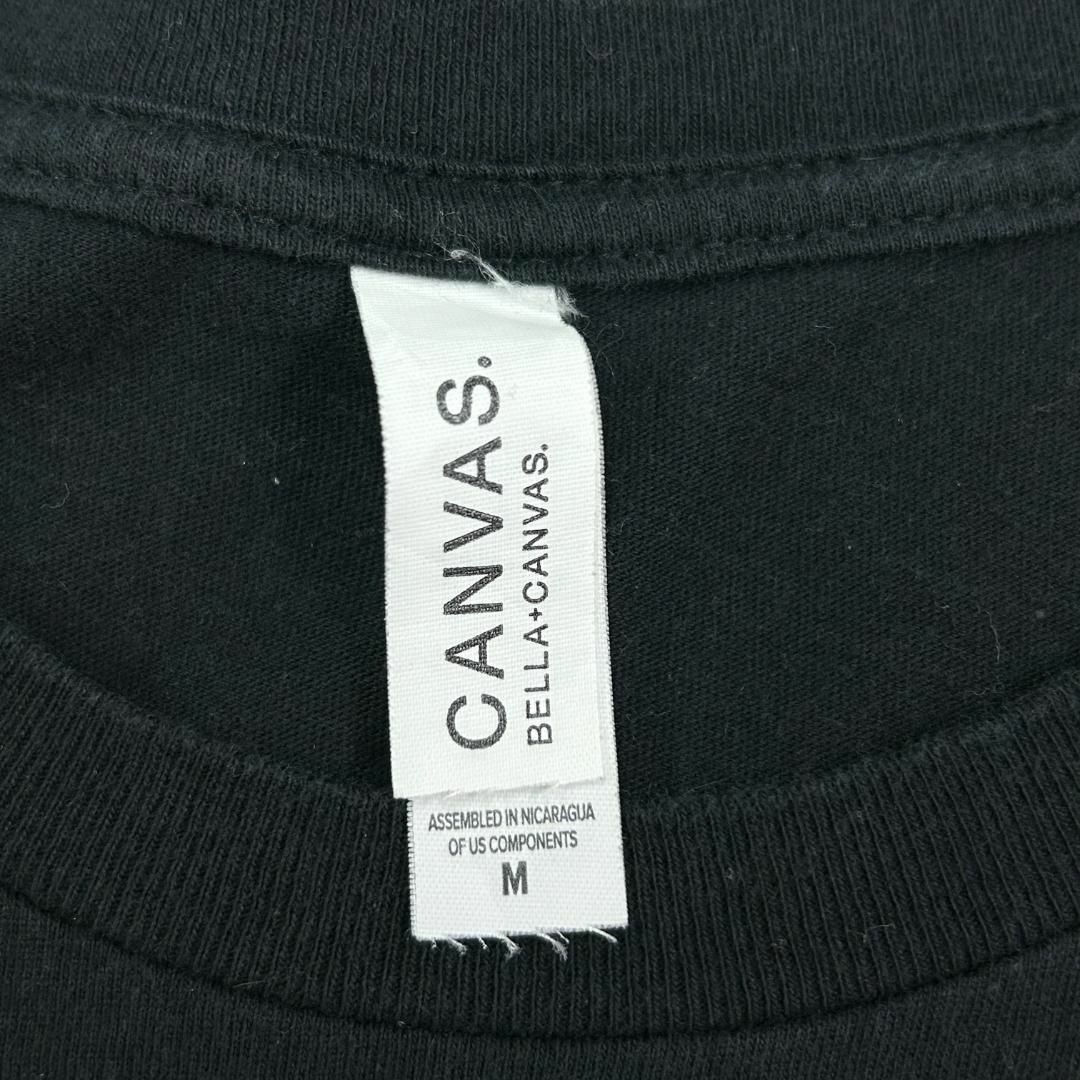 CANVAS.
BELLA+CANVAS.
ASSEMBLED IN NICARAGUA
OF US COMPONENTS
M